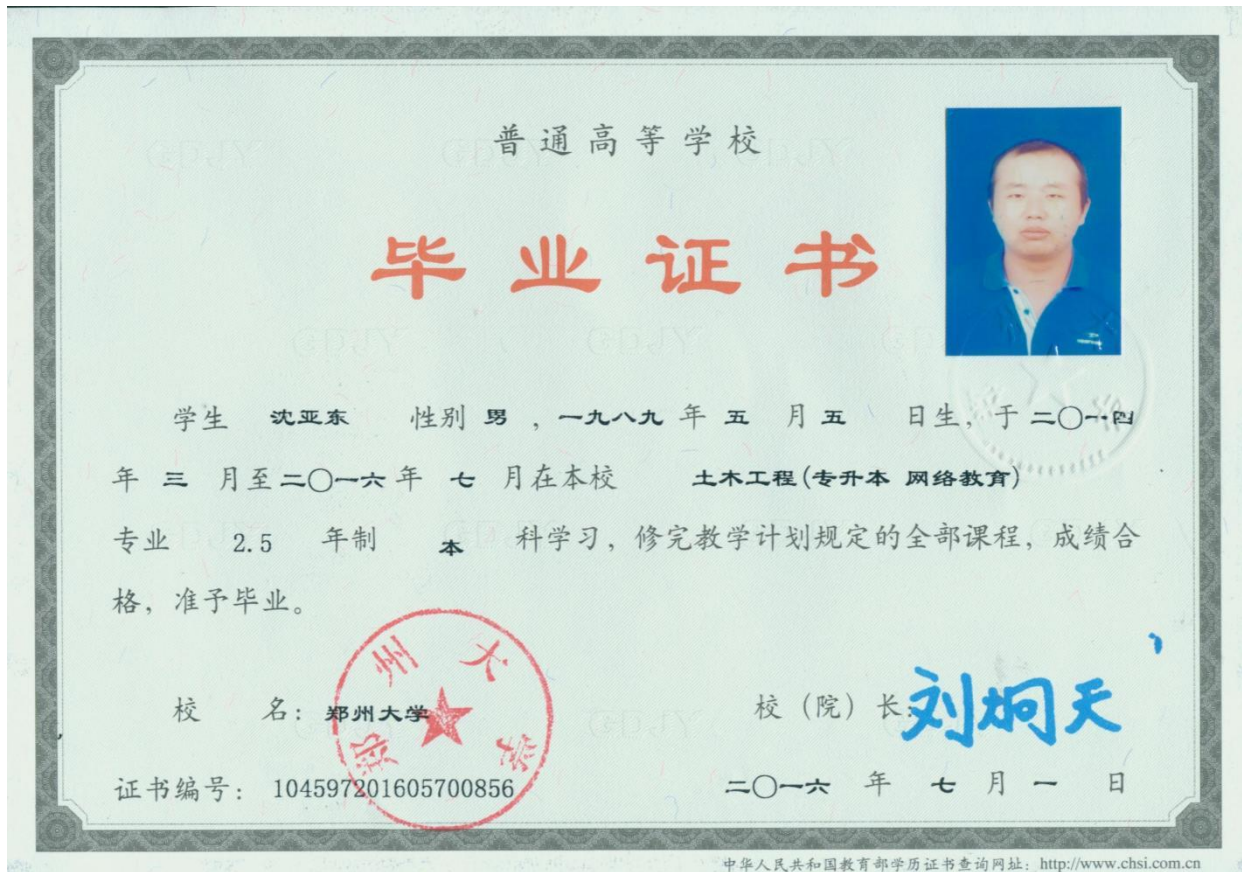 普通高等学校
毕业证书
学生 沈亚东 性别 男 , 一九八九 年 五 月 五 日生, 于 二〇一四
年 三 月至 二〇一六 年 七 月在本校 土木工程(专升本 网络教育)
专业 2.5 年制 本 科学习, 修完教学计划规定的全部课程, 成绩合
格, 准予毕业。
郑州大学
校 名: 郑州大学 校（院）长: 刘炯天
证书编号: 104597201605700856 二〇一六 年 七 月 一 日
中华人民共和国教育部学历证书查询网址: http://www.chsi.com.cn